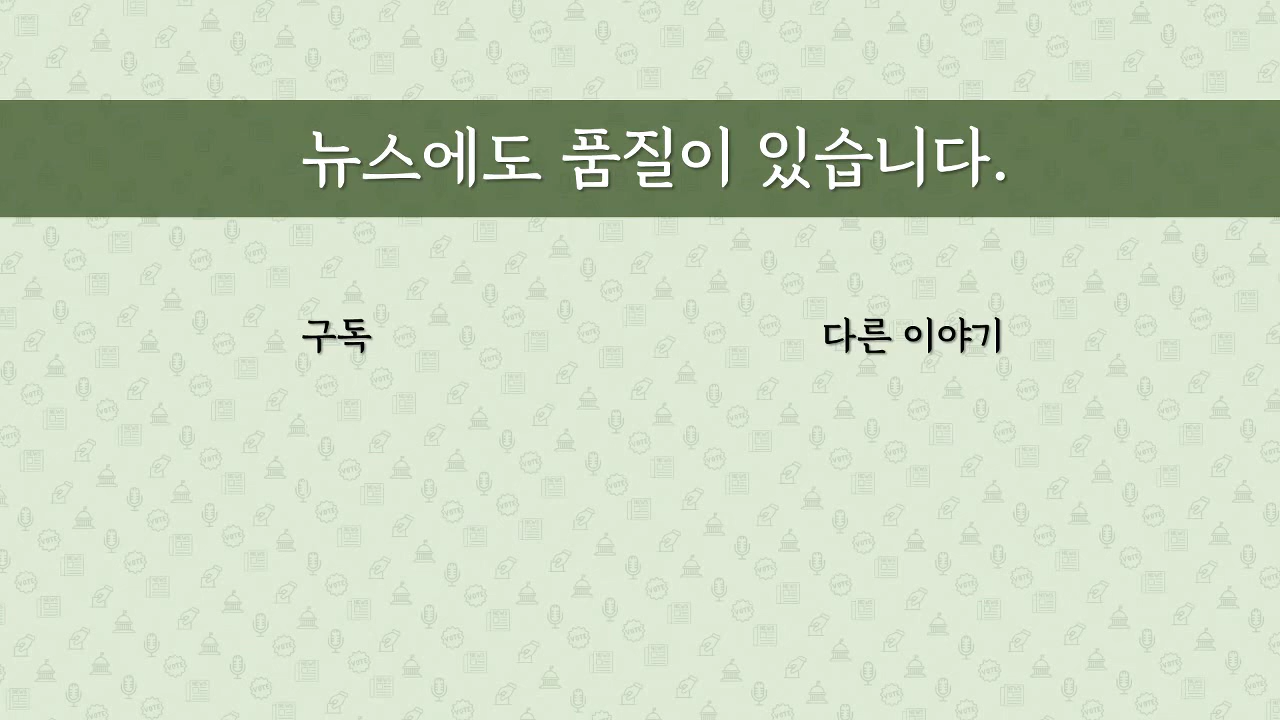 뉴스에도 품질이 있습니다.
구독
다른 이야기